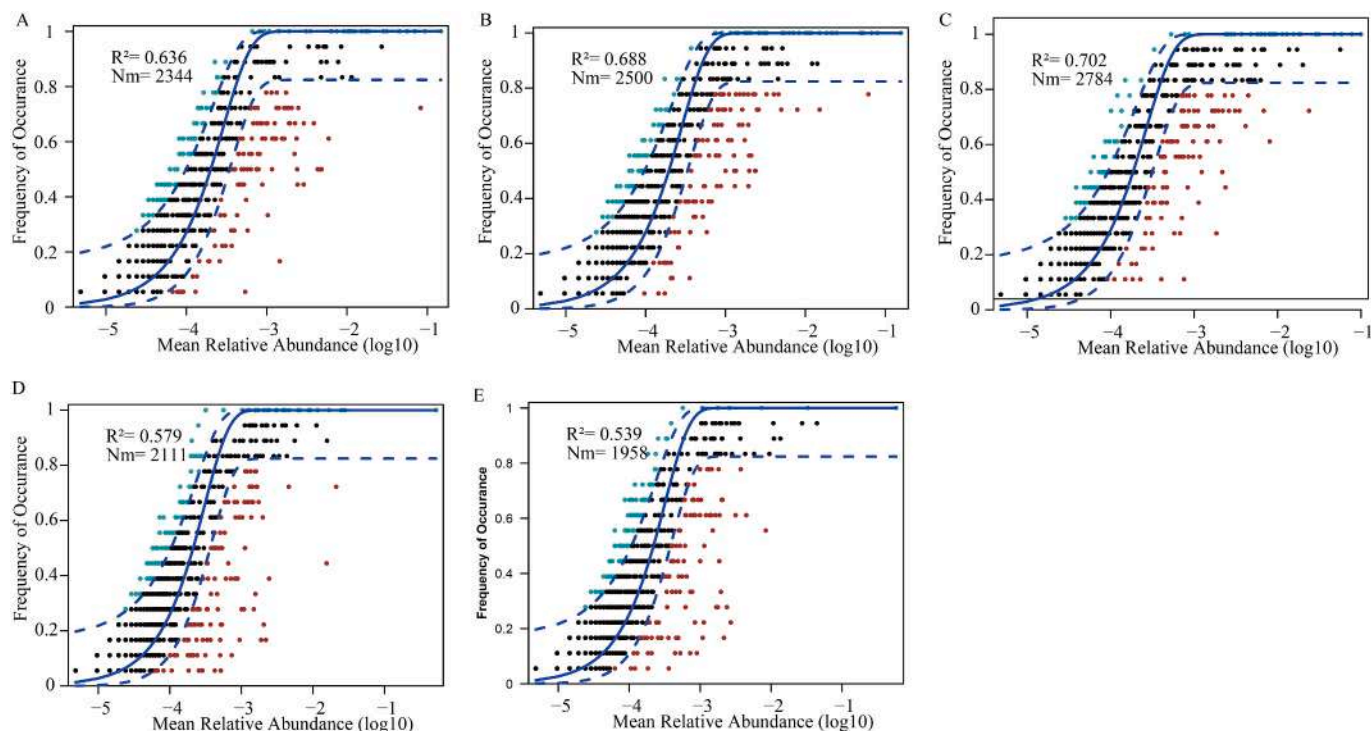 A
R²= 0.636
Nm= 2344
Frequency of Occurance
1
0.8
0.6
0.4
0.2
0
−5 −4 −3 −2 −1
Mean Relative Abundance (log10)
B
R²= 0.688
Nm= 2500
Frequency of Occurance
1
0.8
0.6
0.4
0.2
0
−5 −4 −3 −2 −1
Mean Relative Abundance (log10)
C
R²= 0.702
Nm= 2784
Frequency of Occurance
1
0.8
0.6
0.4
0.2
0
−5 −4 −3 −2 −1
Mean Relative Abundance (log10)
D
R²= 0.579
Nm= 2111
Frequency of Occurance
1
0.8
0.6
0.4
0.2
0
−5 −4 −3 −2 −1
Mean Relative Abundance (log10)
E
R²= 0.539
Nm= 1958
Frequency of Occurance
1
0.8
0.6
0.4
0.2
0
−5 −4 −3 −2 −1
Mean Relative Abundance (log10)